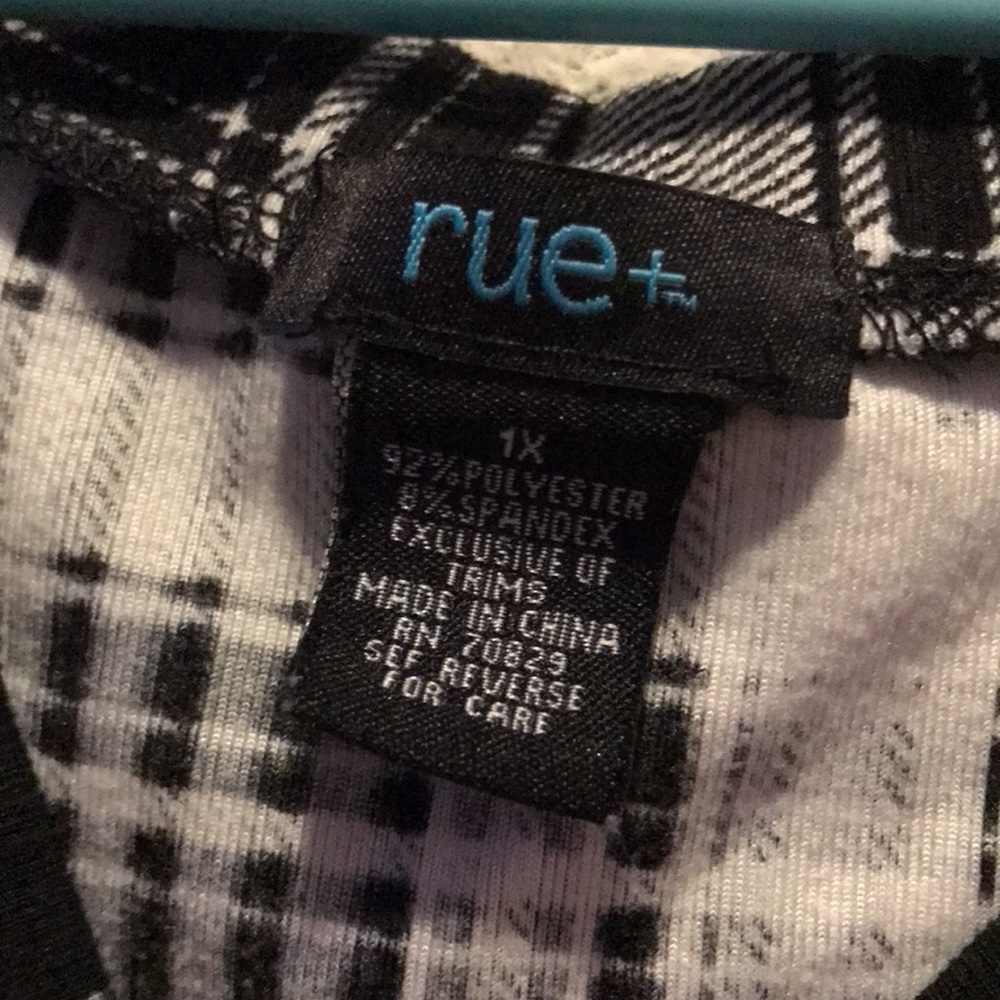 rue+™
1X
92%POLYESTER
8%SPANDEX
EXCLUSIVE OF
TRIMS
MADE IN CHINA
RN 70829
SEE REVERSE
FOR CARE